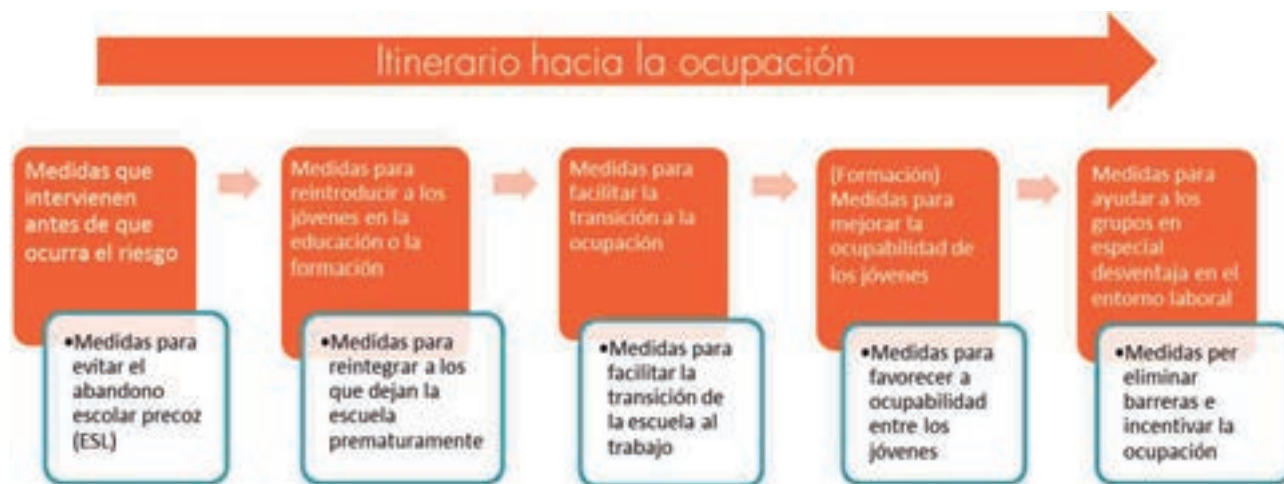 Itinerario hacia la ocupación
Medidas que
intervienen
antes de que
ocurra el riesgo
•Medidas para
evitar el
abandono
escolar precoz
(ESL)
Medidas para
reintroducir a los
jóvenes en la
educación o la
formación
•Medidas para
reintegrar a los
que dejan la
escuela
prematuramente
Medidas para
facilitar la
transición a la
ocupación
•Medidas para
facilitar la
transición de
la escuela al
trabajo
(Formación)
Medidas para
mejorar la
ocupabilidad de
los jóvenes
•Medidas para
favorecer a
ocupabilidad
entre los
jóvenes
Medidas para
ayudar a los
grupos en
especial
desventaja en el
entorno laboral
•Medidas per
eliminar
barreras e
incentivar la
ocupación